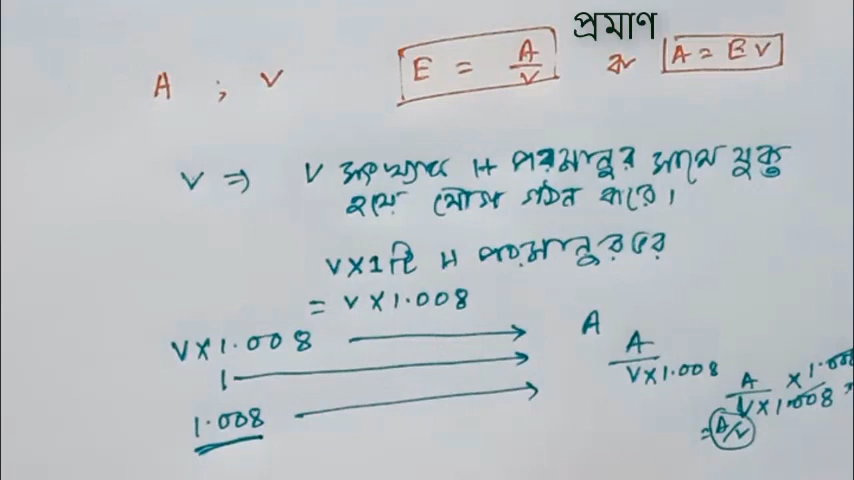 প্রমাণ
A ; V E = A/V বা A = EV
V ⇒ V সংখ্যায় H পরমানুর সাথে যুক্ত
হয়ে যৌগ গঠন করে।
V×1টি H পরমানুর ভর
= V×1.008
V×1.008 → A
1 → A/V×1.008
1.008 → A/V×1.008 × 1.008
= A/V